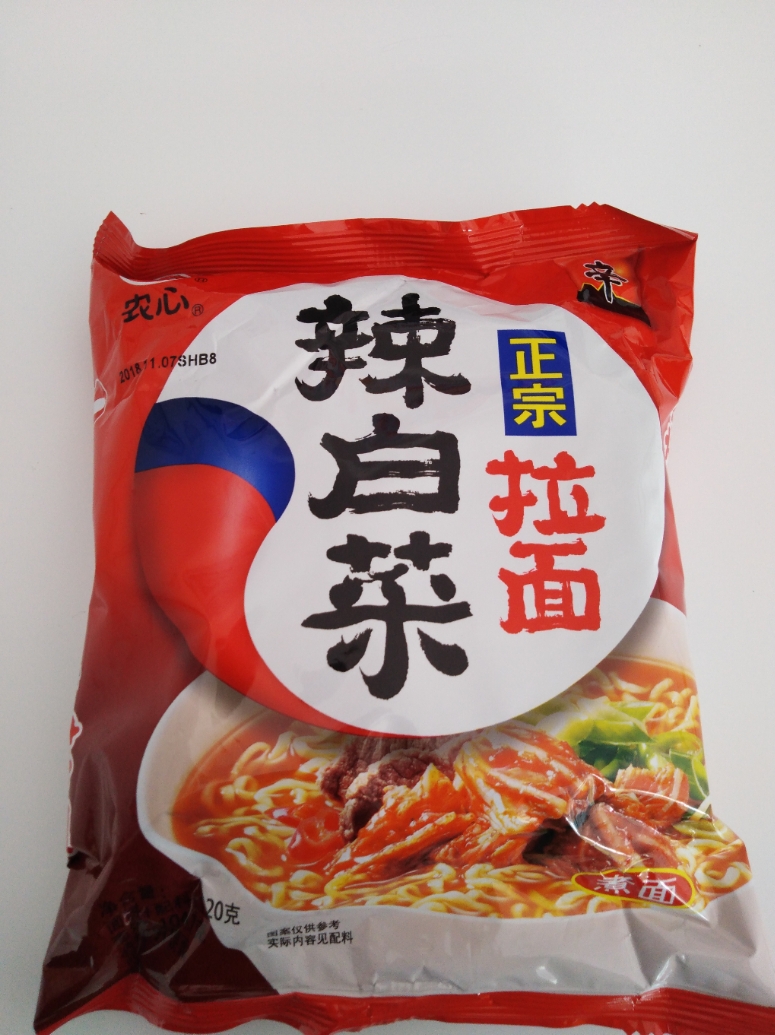 农心®
辛
2018.11.07SHB8
辣白菜
正宗
拉面
煮面
20克
图案仅供参考
实际内容见配料